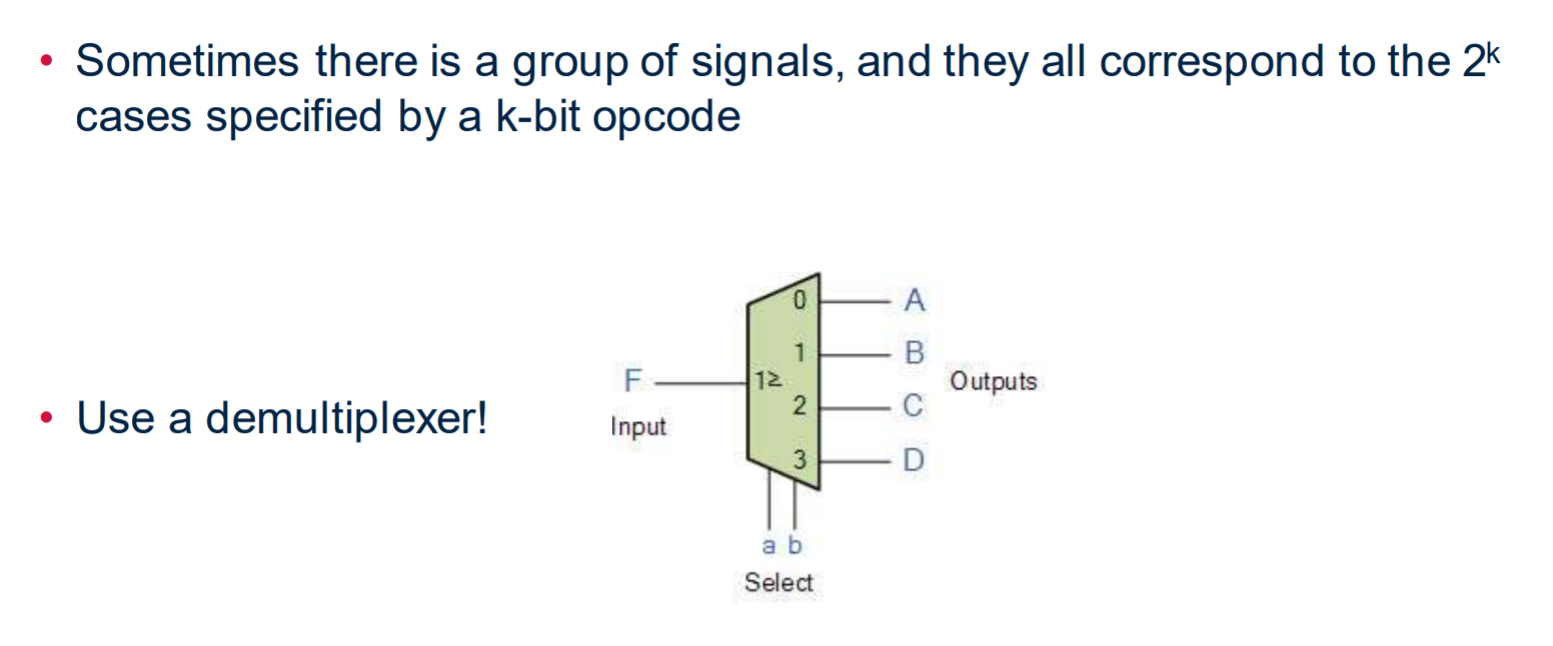 • Sometimes there is a group of signals, and they all correspond to the 2ᵏ
cases specified by a k-bit opcode
0 A
1 B
F 1≥ Outputs
2 C
• Use a demultiplexer!
Input
3 D
a b
Select